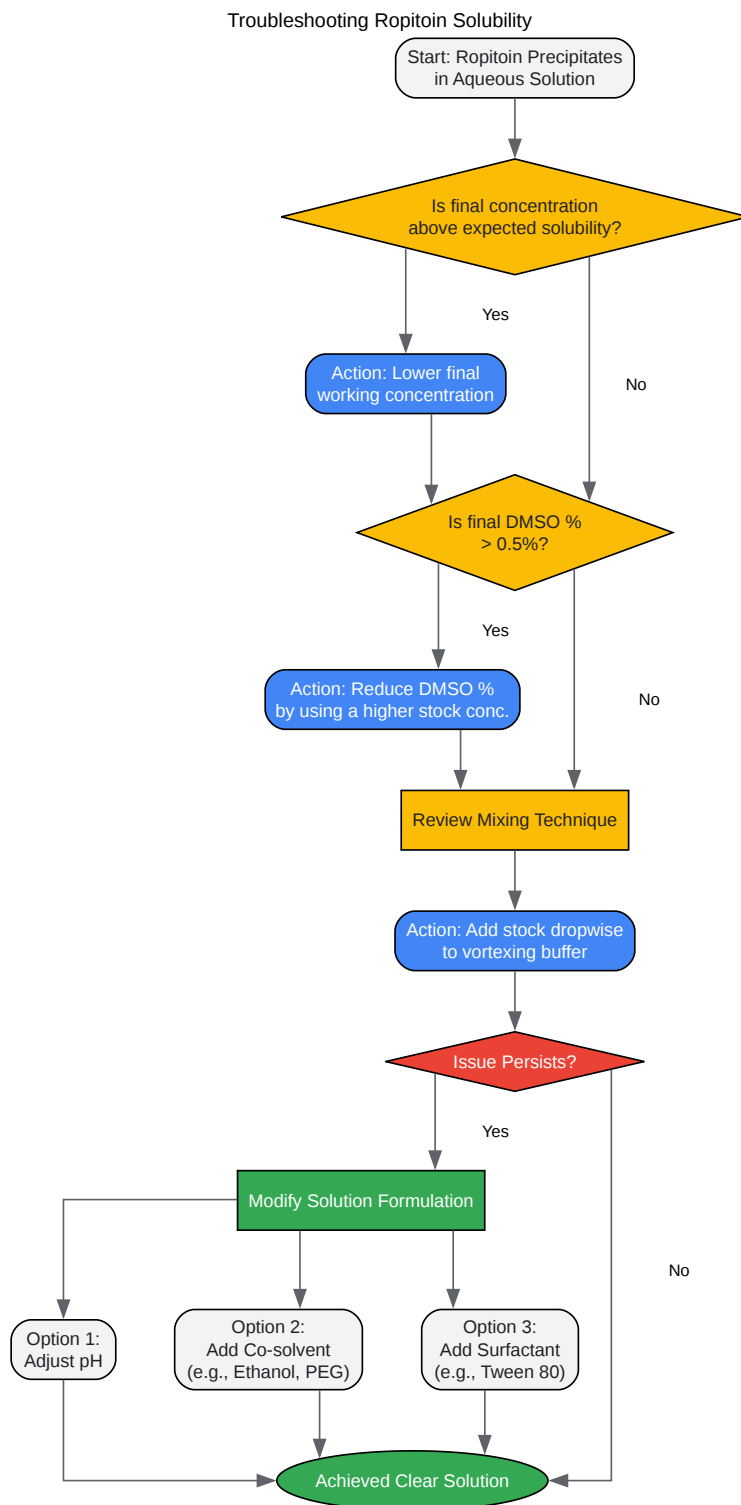 Troubleshooting Ropitoin Solubility
Start: Ropitoin Precipitates
in Aqueous Solution
Is final concentration
above expected solubility?
Yes
Action: Lower final
working concentration
No
Is final DMSO %
> 0.5%?
Yes
Action: Reduce DMSO %
by using a higher stock conc.
No
Review Mixing Technique
Action: Add stock dropwise
to vortexing buffer
Issue Persists?
Yes
Modify Solution Formulation
No
Option 1:
Adjust pH
Option 2:
Add Co-solvent
(e.g., Ethanol, PEG)
Option 3:
Add Surfactant
(e.g., Tween 80)
Achieved Clear Solution